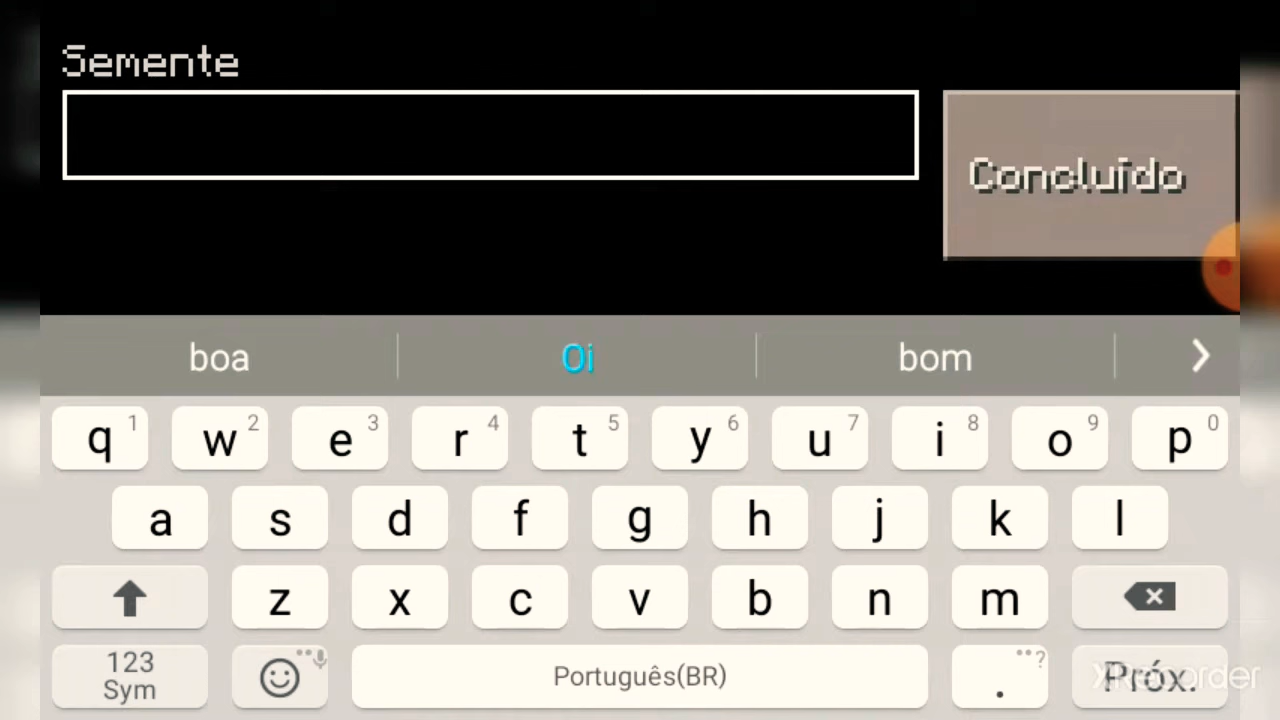 Semente
Concluído
boa Oi bom
q 1 w 2 e 3 r 4 t 5 y 6 u 7 i 8 o 9 p 0
a s d f g h j k l
z x c v b n m
123
Sym
Português(BR)
. ?
Próx.
XRecorder